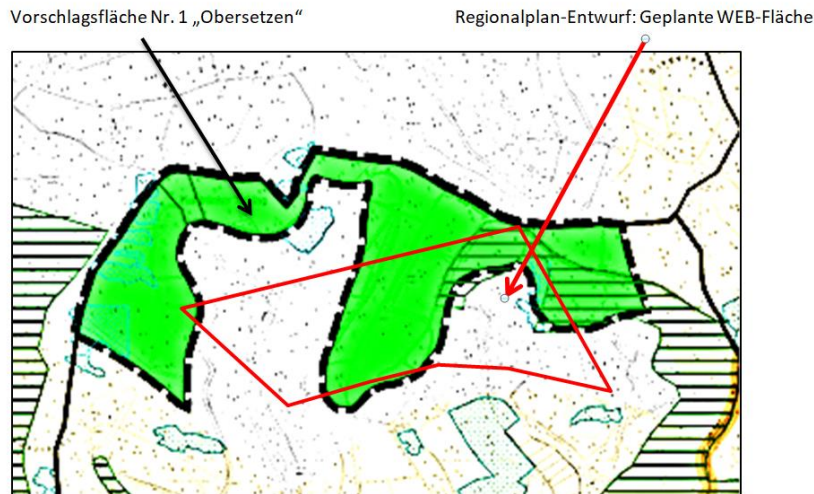 Vorschlagsfläche Nr. 1 „Obersetzen“
Regionalplan-Entwurf: Geplante WEB-Fläche